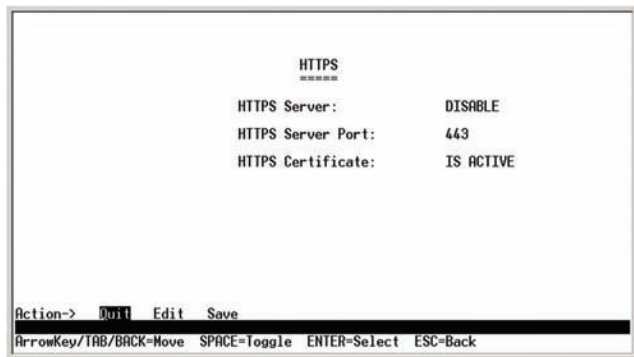 HTTPS
=====
HTTPS Server: DISABLE
HTTPS Server Port: 443
HTTPS Certificate: IS ACTIVE
Action-> Quit Edit Save
ArrowKey/TAB/BACK=Move SPACE=Toggle ENTER=Select ESC=Back